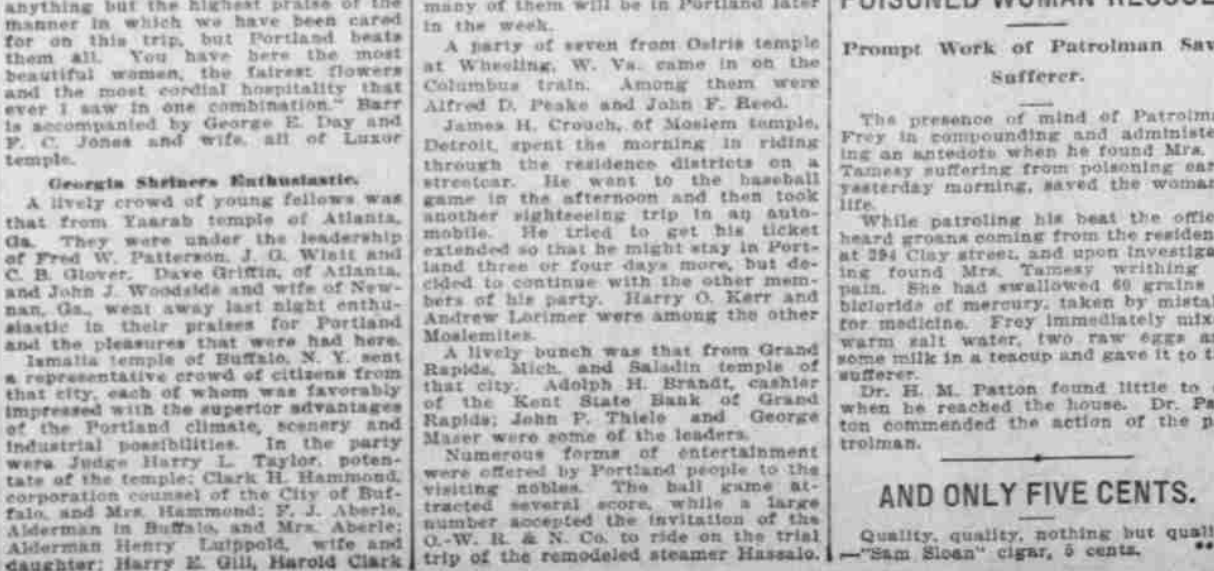 anything but the highest praise of the
manner in which we have been cared
for on this trip, but Portland beats
them all. You have here the most
beautiful women, the fairest flowers
and the most cordial hospitality that
ever I saw in one combination." Barr
is accompanied by George E. Day and
F. C. Jones and wife, all of Luxor
temple.
Georgia Shriners Enthusiastic.
A lively crowd of young fellows was
that from Yaarab temple of Atlanta,
Ga. They were under the leadership
of Fred W. Patterson, J. G. Wlsit and
C. B. Glover. Dave Griffin, of Atlanta,
and John J. Woodside and wife of New-
nan, Ga., went away last night enthu-
siastic in their praises for Portland
and the pleasures that were had here.
Ismalia temple of Buffalo, N. Y. sent
a representative crowd of citizens from
that city, each of whom was favorably
impressed with the superior advantages
of the Portland climate, scenery and
industrial possibilities. In the party
were Judge Harry L. Taylor, poten-
tate of the temple; Clark H. Hammond,
corporation counsel of the City of Buf-
falo, and Mrs. Hammond; F. J. Aberle,
Alderman in Buffalo, and Mrs. Aberle;
Alderman Henry Luippold, wife and
daughter; Harry E. Gill, Harold Clark
many of them will be in Portland later
in the week.
A party of seven from Osiris temple
at Wheeling, W. Va. came in on the
Columbus train. Among them were
Alfred D. Peake and John F. Reed.
James H. Crouch, of Moslem temple,
Detroit, spent the morning in riding
through the residence districts on a
streetcar. He went to the baseball
game in the afternoon and then took
another sightseeing trip in an auto-
mobile. He tried to get his ticket
extended so that he might stay in Port-
land three or four days more, but de-
cided to continue with the other mem-
bers of his party. Harry O. Kerr and
Andrew Lorimer were among the other
Moslemites.
A lively bunch was that from Grand
Rapids, Mich. and Saladin temple of
that city. Adolph H. Brandt, cashier
of the Kent State Bank of Grand
Rapids; John P. Thiele and George
Maser were some of the leaders.
Numerous forms of entertainment
were offered by Portland people to the
visiting nobles. The ball game at-
tracted several score, while a large
number accepted the invitation of the
O.-W. R. & N. Co. to ride on the trial
trip of the remodeled steamer Hassalo.
POISONED WOMAN RESCUE
Prompt Work of Patrolman Sav
Sufferer.
The presence of mind of Patrolma
Frey in compounding and administe
ing an antedote when he found Mrs.
Tamesy suffering from poisoning ear
yesterday morning, saved the woman
life.
While patroling his beat the offic
heard groans coming from the residen
at 294 Clay street, and upon investiga
ing found Mrs. Tamesy writhing
pain. She had swallowed 60 grains
bicloride of mercury, taken by mistak
for medicine. Frey immediately mix
warm salt water, two raw eggs an
some milk in a teacup and gave it to t
sufferer.
Dr. H. M. Patton found little to
when he reached the house. Dr. Pa
ton commended the action of the p
trolman.
AND ONLY FIVE CENTS.
Quality, quality, nothing but quali
—"Sam Sloan" cigar, 5 cents. **